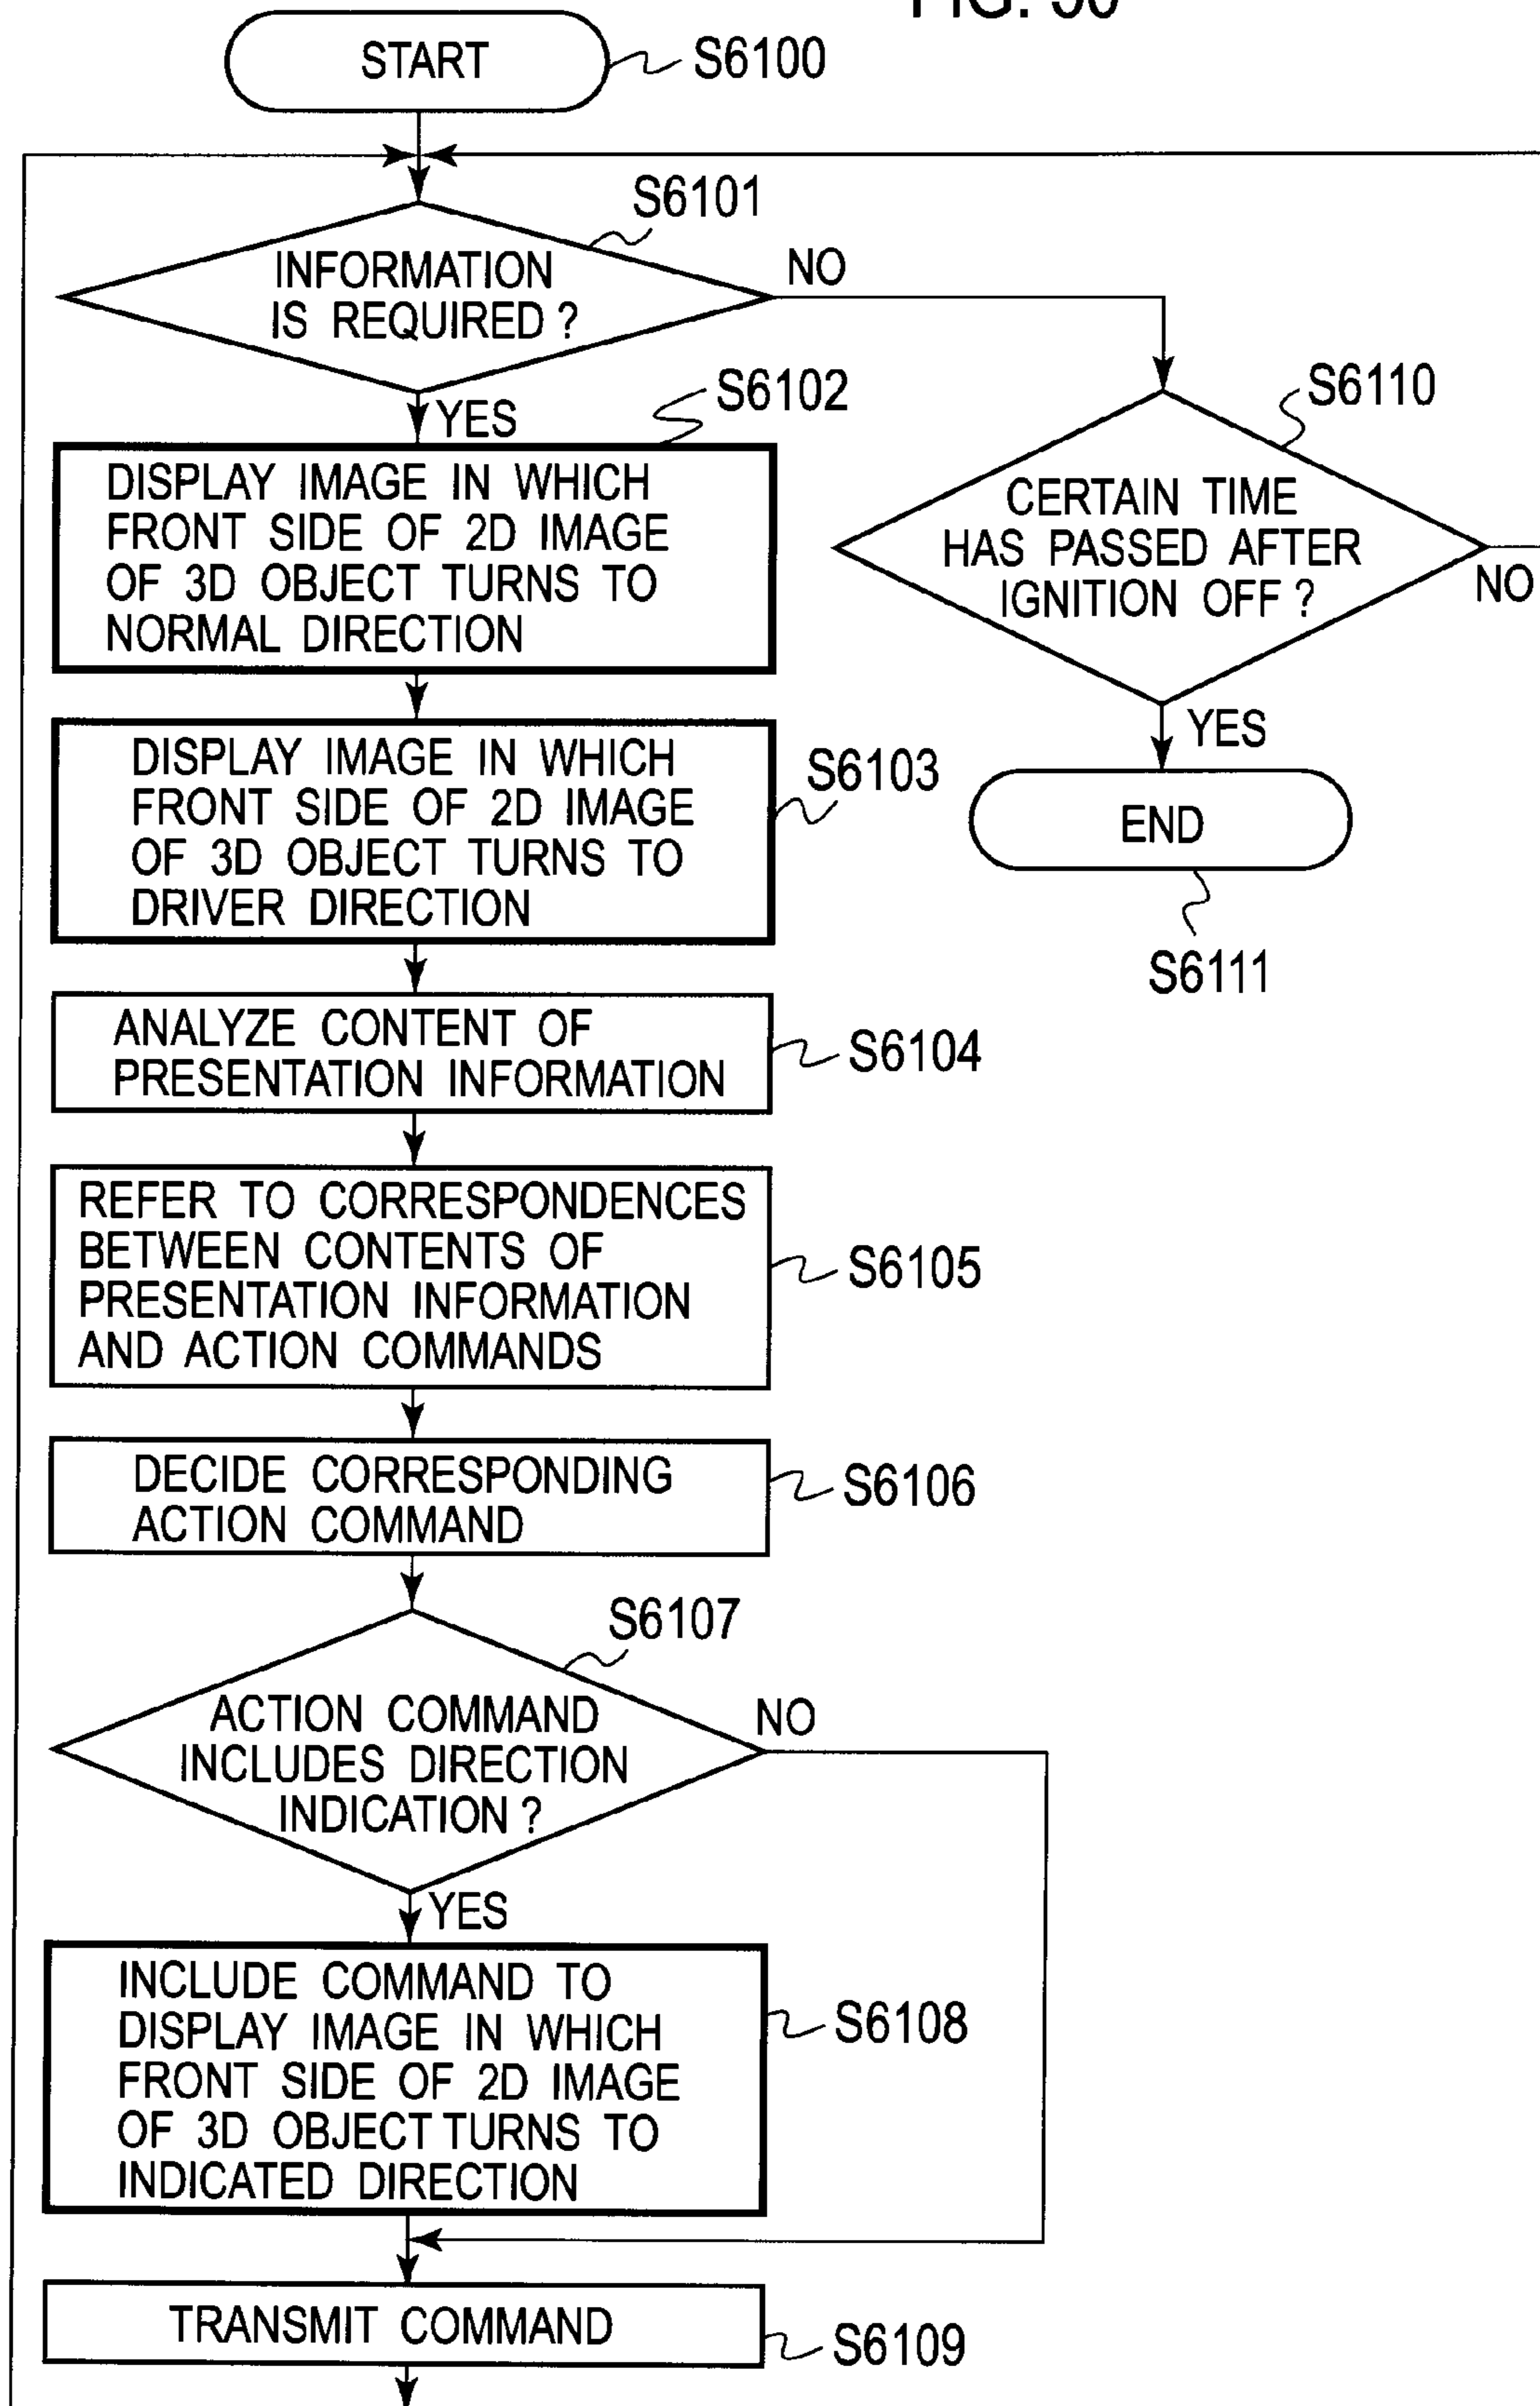 START
S6100
S6101
INFORMATION
IS REQUIRED ?
NO
YES
S6102
DISPLAY IMAGE IN WHICH
FRONT SIDE OF 2D IMAGE
OF 3D OBJECT TURNS TO
NORMAL DIRECTION
S6110
CERTAIN TIME
HAS PASSED AFTER
IGNITION OFF ?
NO
YES
END
S6111
DISPLAY IMAGE IN WHICH
FRONT SIDE OF 2D IMAGE
OF 3D OBJECT TURNS TO
DRIVER DIRECTION
S6103
ANALYZE CONTENT OF
PRESENTATION INFORMATION
S6104
REFER TO CORRESPONDENCES
BETWEEN CONTENTS OF
PRESENTATION INFORMATION
AND ACTION COMMANDS
S6105
DECIDE CORRESPONDING
ACTION COMMAND
S6106
S6107
ACTION COMMAND
INCLUDES DIRECTION
INDICATION ?
NO
YES
INCLUDE COMMAND TO
DISPLAY IMAGE IN WHICH
FRONT SIDE OF 2D IMAGE
OF 3D OBJECT TURNS TO
INDICATED DIRECTION
S6108
TRANSMIT COMMAND
S6109